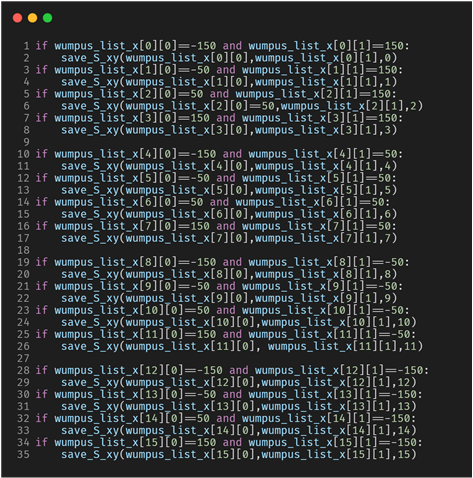 1 if wumpus_list_x[0][0]==-150 and wumpus_list_x[0][1]==150:
2     save_S_xy(wumpus_list_x[0][0],wumpus_list_x[0][1],0)
3 if wumpus_list_x[1][0]==-50 and wumpus_list_x[1][1]==150:
4     save_S_xy(wumpus_list_x[1][0],wumpus_list_x[1][1],1)
5 if wumpus_list_x[2][0]==50 and wumpus_list_x[2][1]==150:
6     save_S_xy(wumpus_list_x[2][0]==50,wumpus_list_x[2][1],2)
7 if wumpus_list_x[3][0]==150 and wumpus_list_x[3][1]==150:
8     save_S_xy(wumpus_list_x[3][0],wumpus_list_x[3][1],3)
9
10 if wumpus_list_x[4][0]==-150 and wumpus_list_x[4][1]==50:
11     save_S_xy(wumpus_list_x[4][0],wumpus_list_x[4][1],4)
12 if wumpus_list_x[5][0]==-50 and wumpus_list_x[5][1]==50:
13     save_S_xy(wumpus_list_x[5][0],wumpus_list_x[5][1],5)
14 if wumpus_list_x[6][0]==50 and wumpus_list_x[6][1]==50:
15     save_S_xy(wumpus_list_x[6][0],wumpus_list_x[6][1],6)
16 if wumpus_list_x[7][0]==150 and wumpus_list_x[7][1]==50:
17     save_S_xy(wumpus_list_x[7][0],wumpus_list_x[7][1],7)
18
19 if wumpus_list_x[8][0]==-150 and wumpus_list_x[8][1]==-50:
20     save_S_xy(wumpus_list_x[8][0],wumpus_list_x[8][1],8)
21 if wumpus_list_x[9][0]==-50 and wumpus_list_x[9][1]==-50:
22     save_S_xy(wumpus_list_x[9][0],wumpus_list_x[9][1],9)
23 if wumpus_list_x[10][0]==50 and wumpus_list_x[10][1]==-50:
24     save_S_xy(wumpus_list_x[10][0],wumpus_list_x[10][1],10)
25 if wumpus_list_x[11][0]==150 and wumpus_list_x[11][1]==-50:
26     save_S_xy(wumpus_list_x[11][0], wumpus_list_x[11][1],11)
27
28 if wumpus_list_x[12][0]==-150 and wumpus_list_x[12][1]==-150:
29     save_S_xy(wumpus_list_x[12][0],wumpus_list_x[12][1],12)
30 if wumpus_list_x[13][0]==-50 and wumpus_list_x[13][1]==-150:
31     save_S_xy(wumpus_list_x[13][0],wumpus_list_x[13][1],13)
32 if wumpus_list_x[14][0]==50 and wumpus_list_x[14][1]==-150:
33     save_S_xy(wumpus_list_x[14][0],wumpus_list_x[14][1],14)
34 if wumpus_list_x[15][0]==150 and wumpus_list_x[15][1]==-150:
35     save_S_xy(wumpus_list_x[15][0],wumpus_list_x[15][1],15)